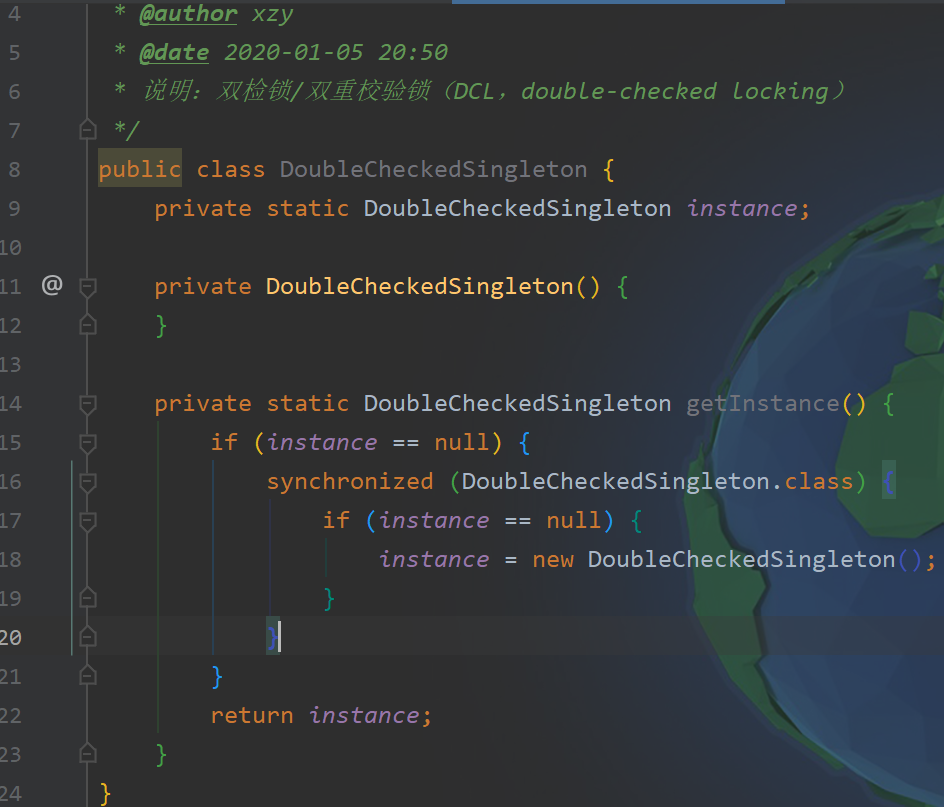 4 * @author xzy
5 * @date 2020-01-05 20:50
6 * 说明：双检锁/双重校验锁（DCL，double-checked locking）
7 */
8 public class DoubleCheckedSingleton {
9 private static DoubleCheckedSingleton instance;
10
11 @ private DoubleCheckedSingleton() {
12 }
13
14 private static DoubleCheckedSingleton getInstance() {
15 if (instance == null) {
16 synchronized (DoubleCheckedSingleton.class) {
17 if (instance == null) {
18 instance = new DoubleCheckedSingleton();
19 }
20 }
21 }
22 return instance;
23 }
24 }